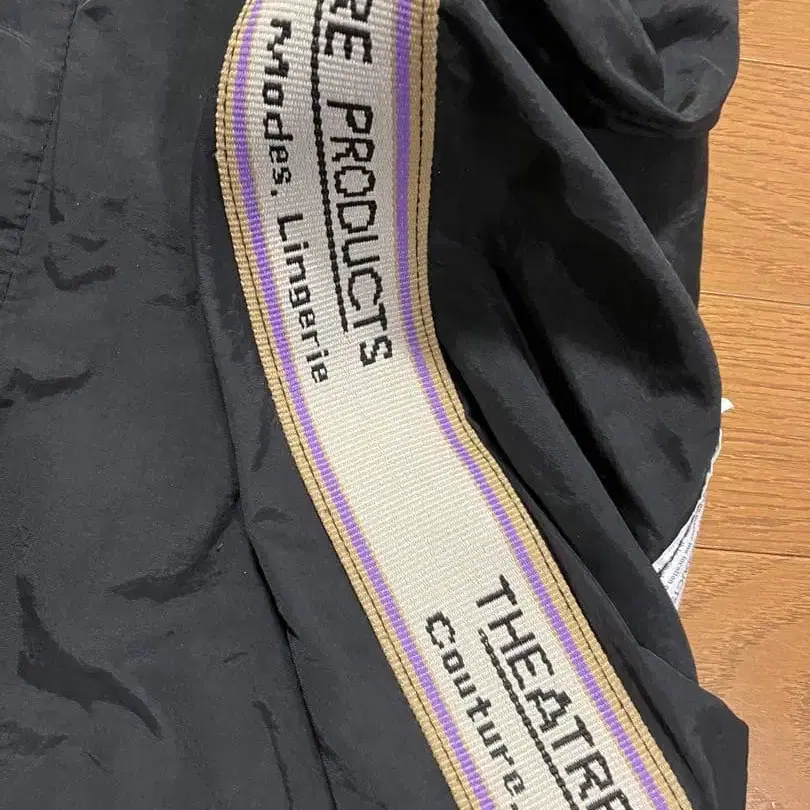 RE PRODUCTS
Modes, Lingerie
THEATRE
Couture,